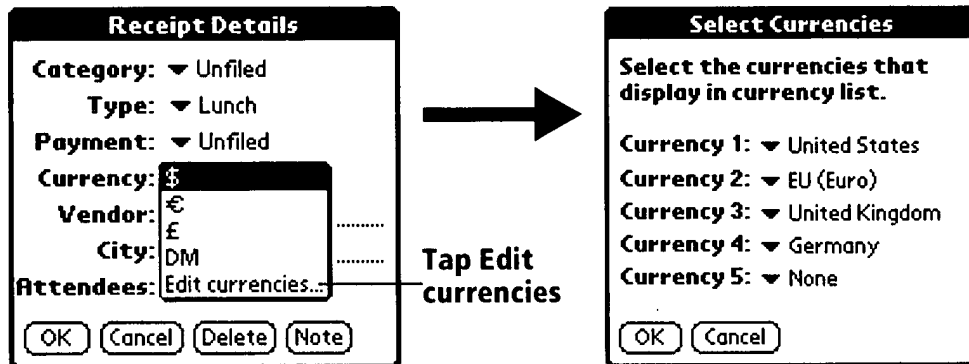 Receipt Details
Category: Unfiled
Type: Lunch
Payment: Unfiled
Currency: $
€
Vendor:
£
City:
DM
Attendees: Edit currencies...
OK Cancel Delete Note
Tap Edit
currencies
Select Currencies
Select the currencies that
display in currency list.
Currency 1: United States
Currency 2: EU (Euro)
Currency 3: United Kingdom
Currency 4: Germany
Currency 5: None
OK Cancel